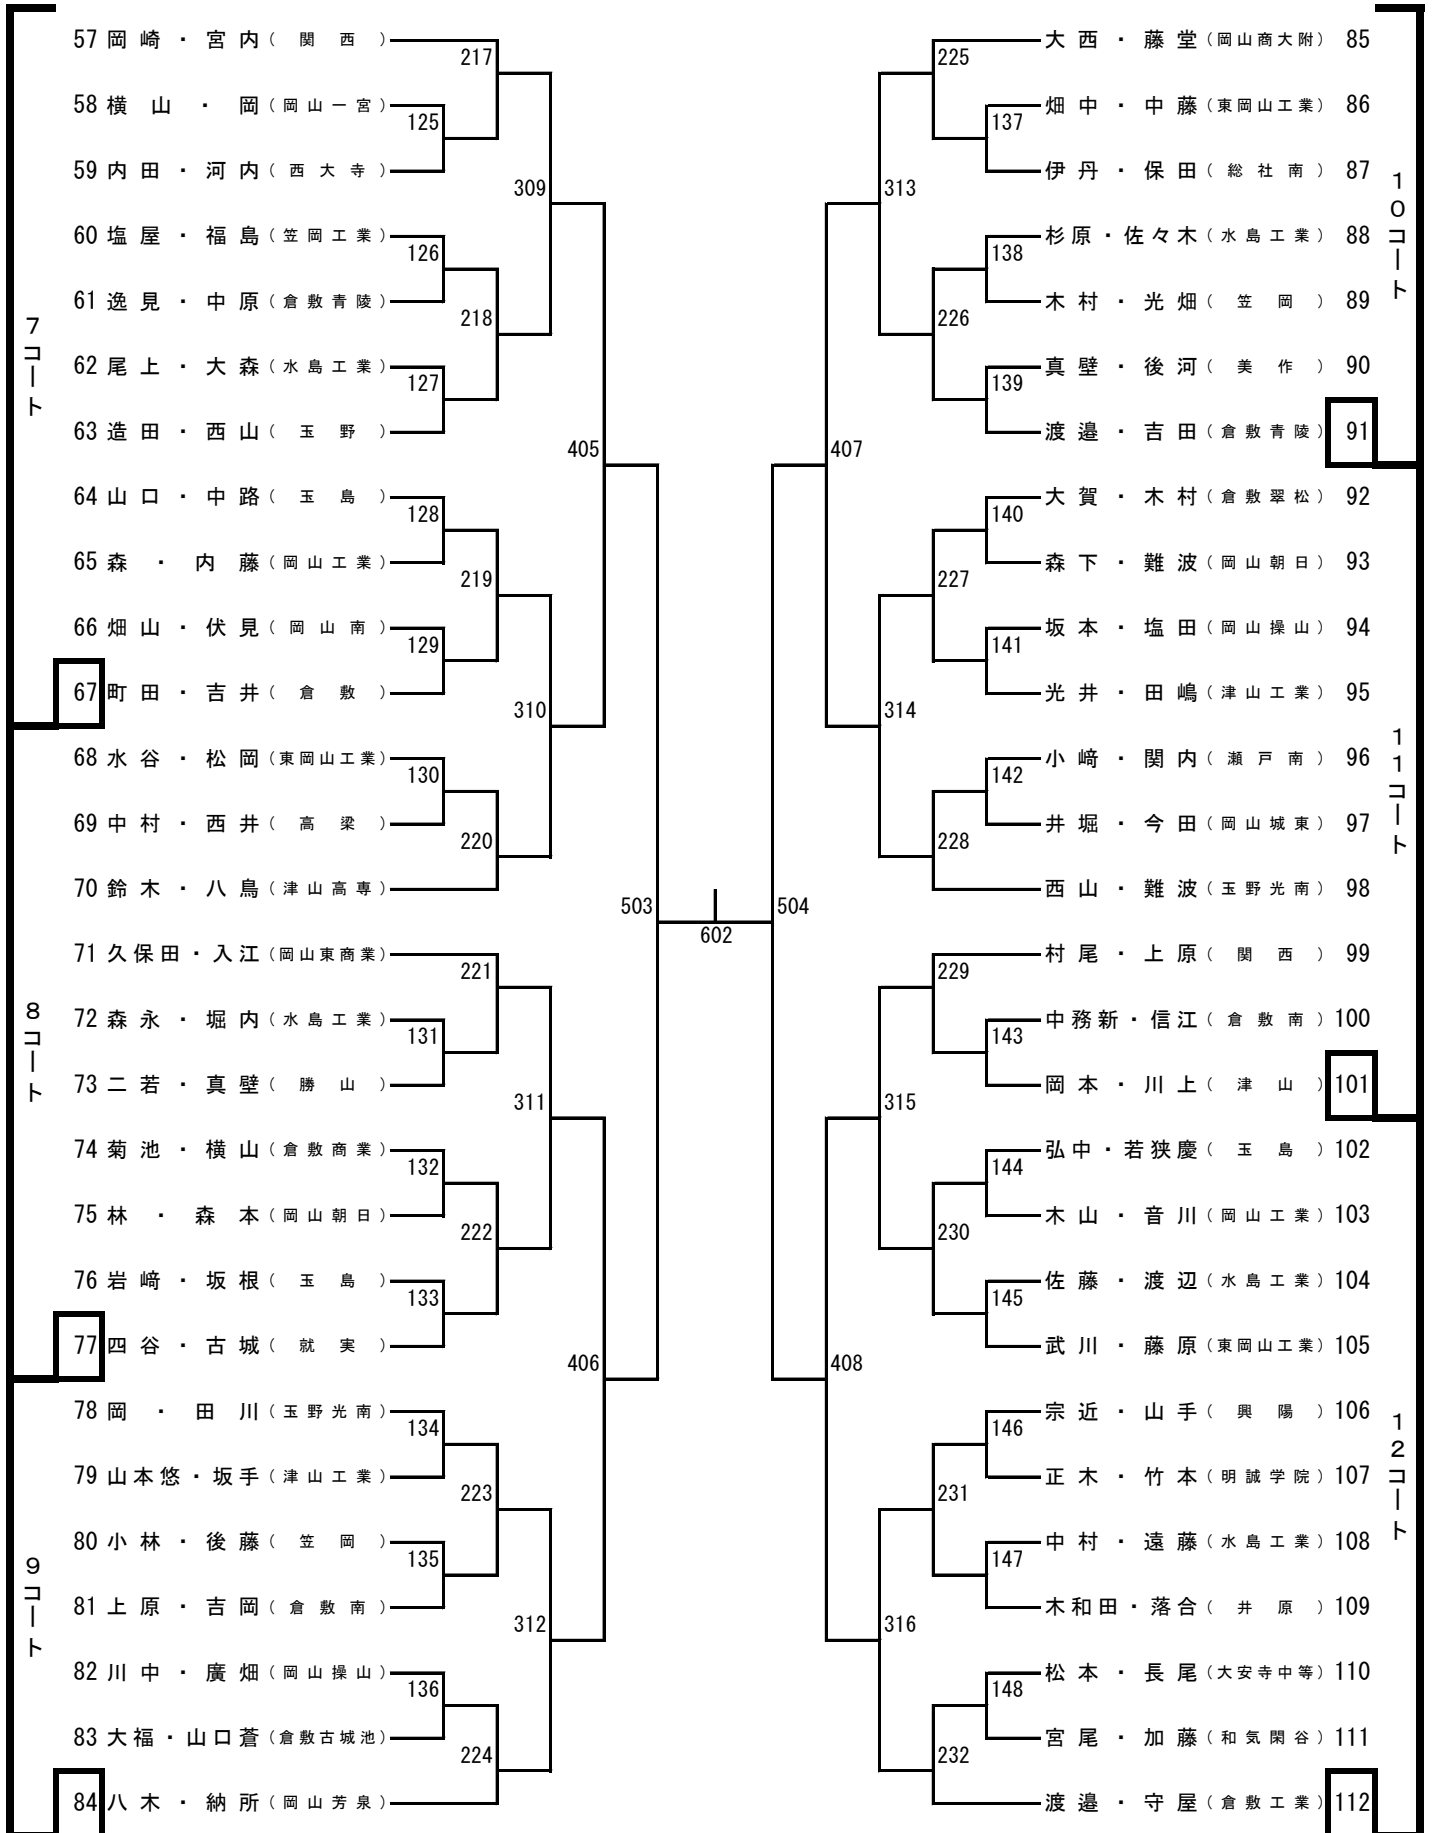 7コート
57 岡崎・宮内（関西）
58 横山・岡（岡山一宮）
59 内田・河内（西大寺）
60 塩屋・福島（笠岡工業）
61 逸見・中原（倉敷青陵）
62 尾上・大森（水島工業）
63 造田・西山（玉野）
64 山口・中路（玉島）
65 森・内藤（岡山工業）
66 畑山・伏見（岡山南）
67 町田・吉井（倉敷）
8コート
68 水谷・松岡（東岡山工業）
69 中村・西井（高梁）
70 鈴木・八鳥（津山高専）
71 久保田・入江（岡山東商業）
72 森永・堀内（水島工業）
73 二若・真壁（勝山）
74 菊池・横山（倉敷商業）
75 林・森本（岡山朝日）
76 岩﨑・坂根（玉島）
77 四谷・古城（就実）
9コート
78 岡・田川（玉野光南）
79 山本悠・坂手（津山工業）
80 小林・後藤（笠岡）
81 上原・吉岡（倉敷南）
82 川中・廣畑（岡山操山）
83 大福・山口蒼（倉敷古城池）
84 八木・納所（岡山芳泉）
217
125
309
126
218
127
405
128
219
129
310
130
220
503
221
131
311
132
222
133
406
134
223
135
312
136
224
602
504
225
137
313
138
226
139
407
140
227
141
314
142
228
229
143
315
144
230
145
408
146
231
147
316
148
232
10コート
大西・藤堂（岡山商大附） 85
畑中・中藤（東岡山工業） 86
伊丹・保田（総社南） 87
杉原・佐々木（水島工業） 88
木村・光畑（笠岡） 89
真壁・後河（美作） 90
渡邉・吉田（倉敷青陵） 91
11コート
大賀・木村（倉敷翠松） 92
森下・難波（岡山朝日） 93
坂本・塩田（岡山操山） 94
光井・田嶋（津山工業） 95
小﨑・関内（瀬戸南） 96
井堀・今田（岡山城東） 97
西山・難波（玉野光南） 98
村尾・上原（関西） 99
中務新・信江（倉敷南） 100
岡本・川上（津山） 101
12コート
弘中・若狭慶（玉島） 102
木山・音川（岡山工業） 103
佐藤・渡辺（水島工業） 104
武川・藤原（東岡山工業） 105
宗近・山手（興陽） 106
正木・竹本（明誠学院） 107
中村・遠藤（水島工業） 108
木和田・落合（井原） 109
松本・長尾（大安寺中等） 110
宮尾・加藤（和気閑谷） 111
渡邉・守屋（倉敷工業） 112